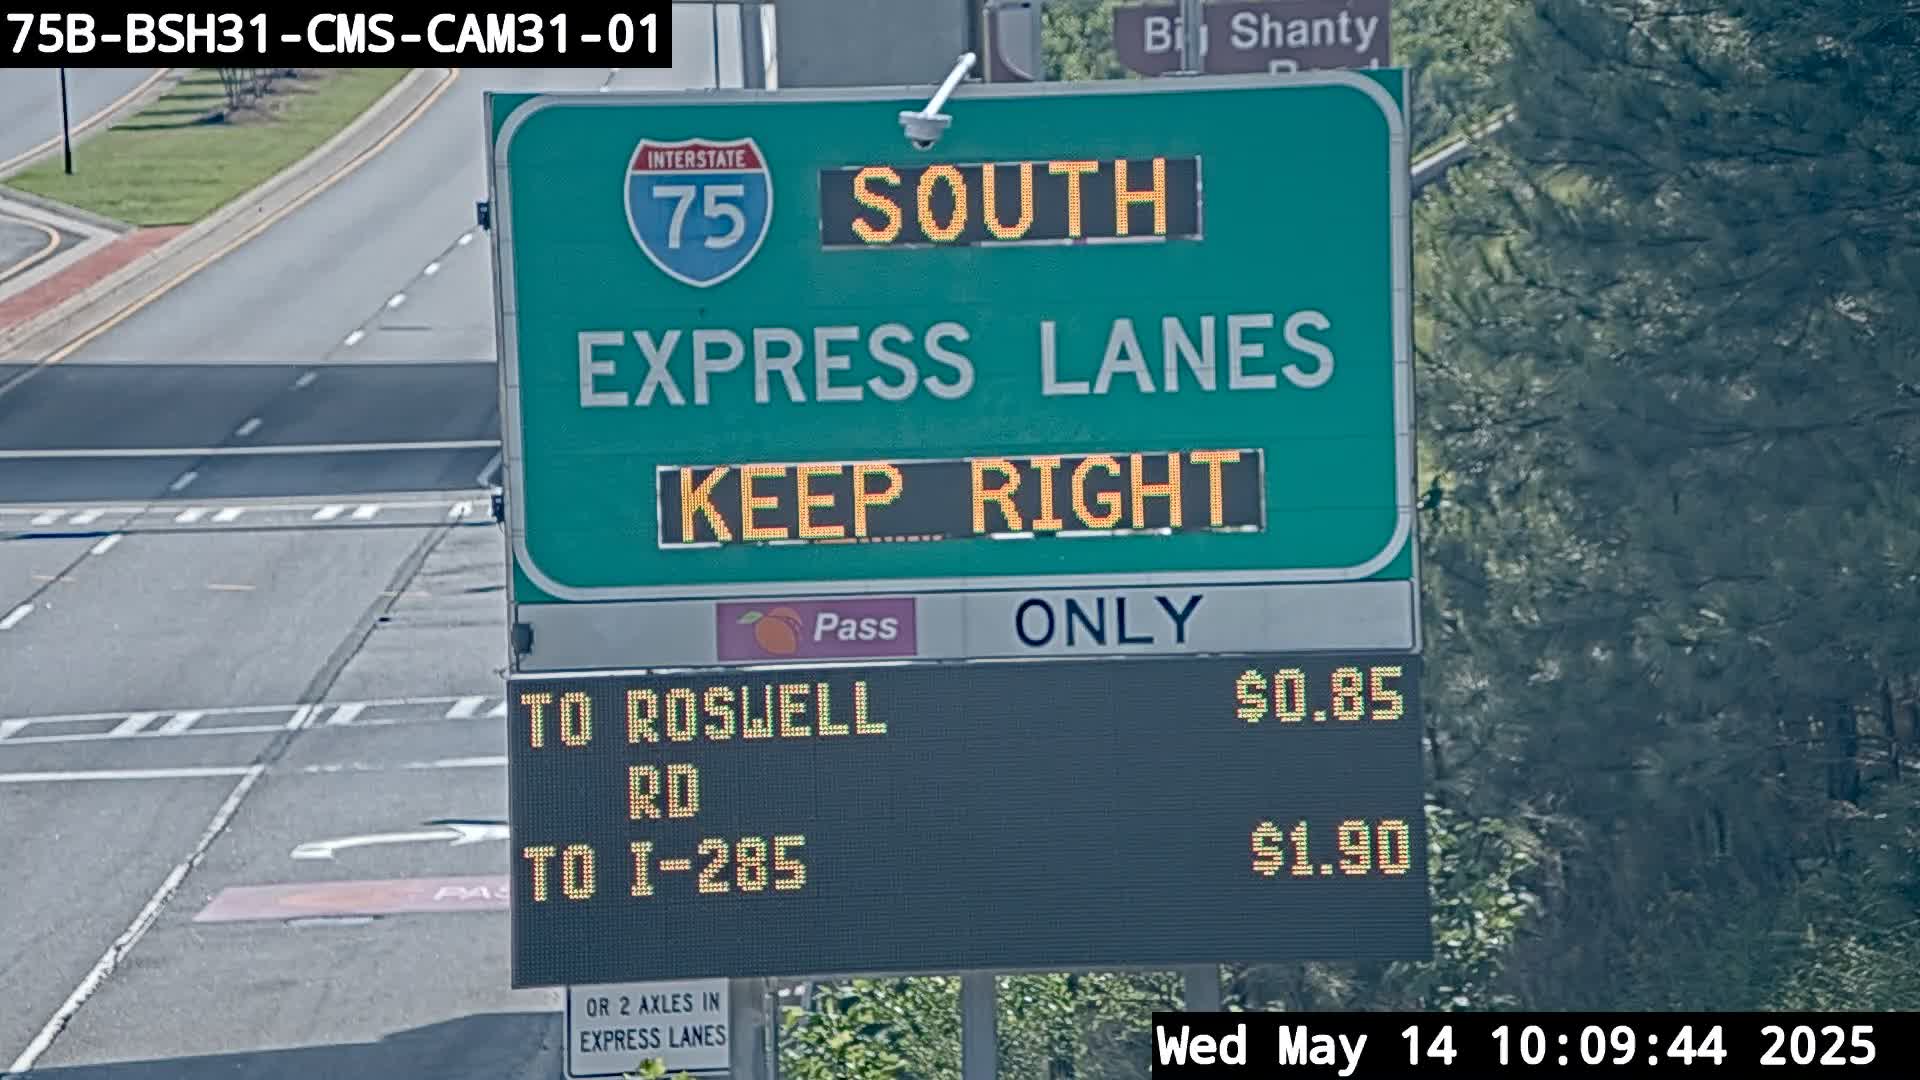 75B-BSH31-CMS-CAM31-01
Big Shanty
INTERSTATE
75
SOUTH
EXPRESS LANES
KEEP RIGHT
Pass ONLY
TO ROSWELL $0.85
RD
TO I-285 $1.90
OR 2 AXLES IN
EXPRESS LANES
Wed May 14 10:09:44 2025